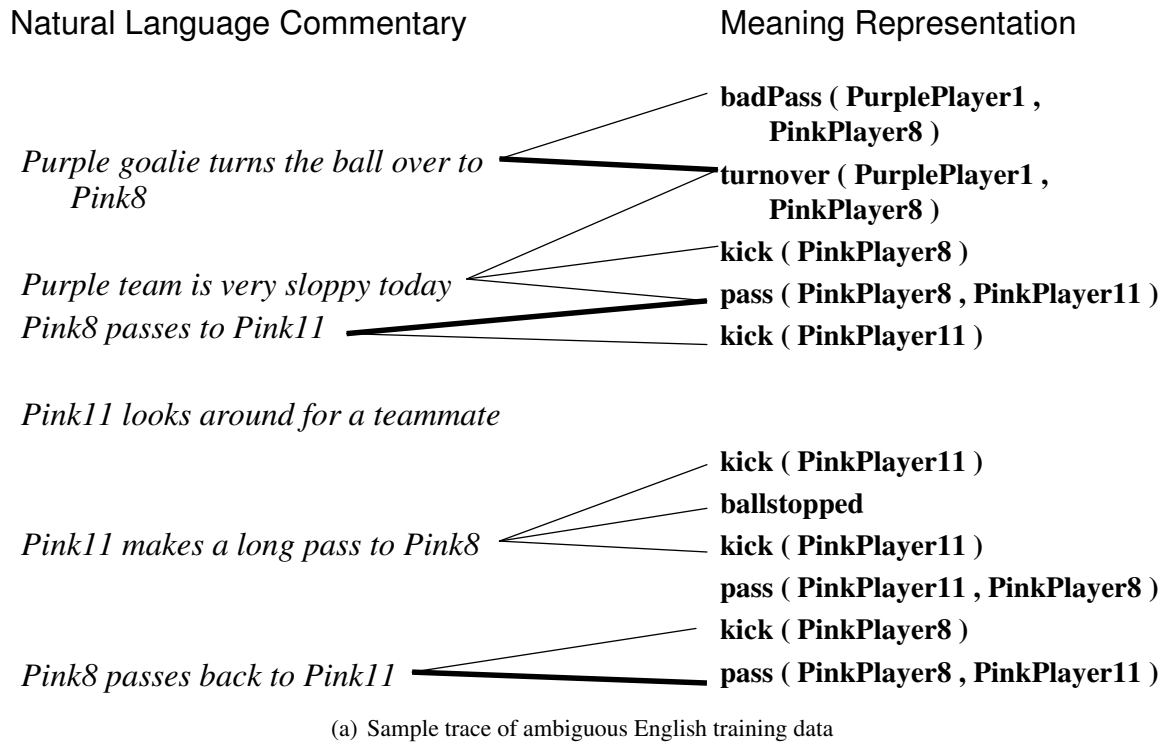 Natural Language Commentary
Meaning Representation
badPass ( PurplePlayer1 ,
PinkPlayer8 )
Purple goalie turns the ball over to
Pink8
turnover ( PurplePlayer1 ,
PinkPlayer8 )
kick ( PinkPlayer8 )
Purple team is very sloppy today
pass ( PinkPlayer8 , PinkPlayer11 )
Pink8 passes to Pink11
kick ( PinkPlayer11 )
Pink11 looks around for a teammate
kick ( PinkPlayer11 )
ballstopped
Pink11 makes a long pass to Pink8
kick ( PinkPlayer11 )
pass ( PinkPlayer11 , PinkPlayer8 )
kick ( PinkPlayer8 )
Pink8 passes back to Pink11
pass ( PinkPlayer8 , PinkPlayer11 )
(a) Sample trace of ambiguous English training data